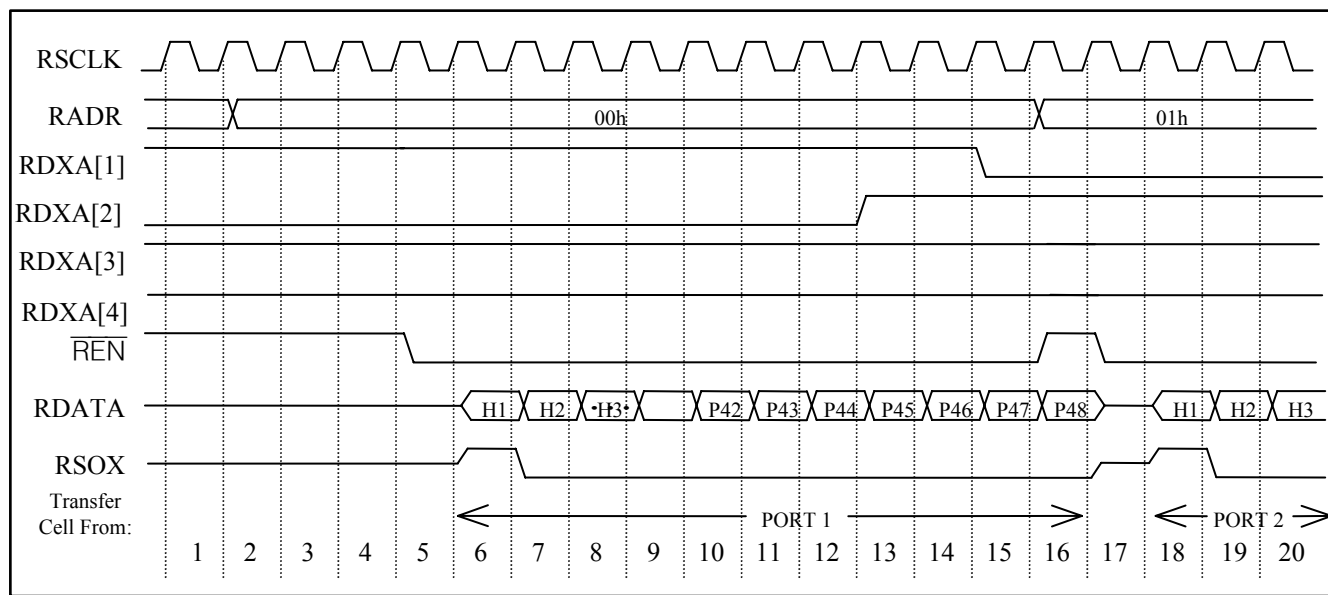 RSCLK
RADR 00h 01h
RDXA[1]
RDXA[2]
RDXA[3]
RDXA[4]
REN
RDATA H1 H2 H3 P42 P43 P44 P45 P46 P47 P48 H1 H2 H3
RSOX
Transfer
Cell From: PORT 1 PORT 2
1 2 3 4 5 6 7 8 9 10 11 12 13 14 15 16 17 18 19 20